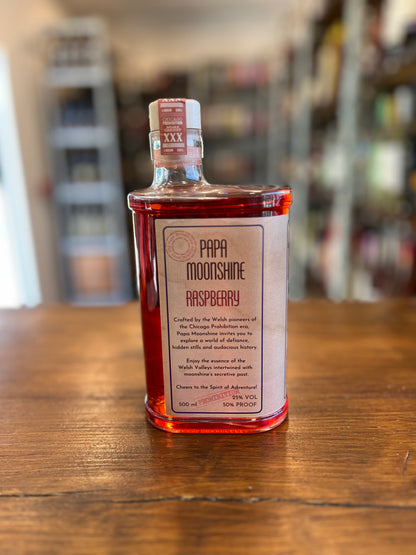 XXX
PAPA
MOONSHINE
RASPBERRY
Crafted by the Welsh pioneers of
the Chicago Prohibition era,
Papa Moonshine invites you to
explore a world of defiance,
hidden stills and audacious history.
Enjoy the essence of the
Welsh Valleys intertwined with
moonshine's secretive past.
Cheers to the Spirit of Adventure!
25% VOL
500 ml
50% PROOF